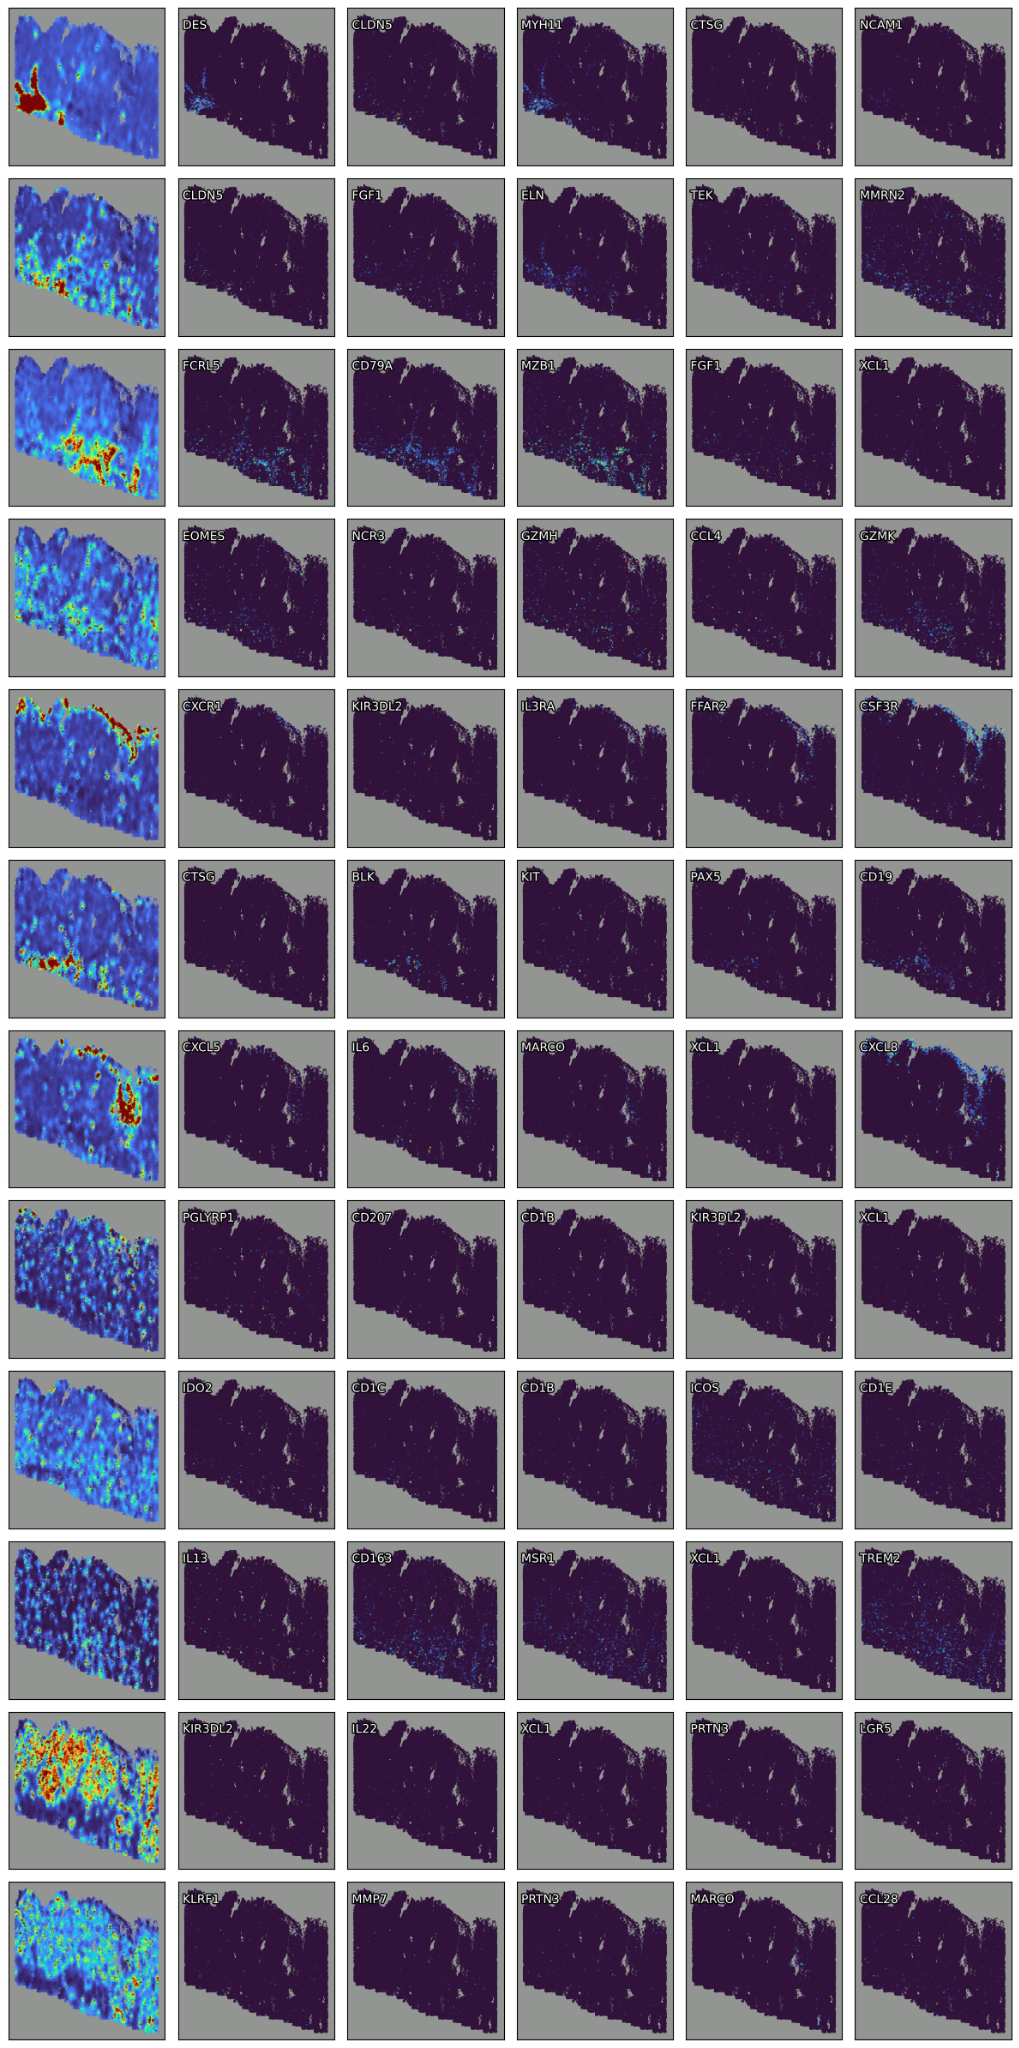 DES CLDN5 MYH11 CTSG NCAM1
CLDN5 FGF1 ELN TEK MMRN2
FCRL5 CD79A MZB1 FGF1 XCL1
EOMES NCR3 GZMH CCL4 GZMK
CXCR1 KIR3DL2 IL3RA FFAR2 CSF3R
CTSG BLK KIT PAX5 CD19
CXCL5 IL6 MARCO XCL1 CXCL8
PGLYRP1 CD207 CD1B KIR3DL2 XCL1
IDO2 CD1C CD1B ICOS CD1E
IL13 CD163 MSR1 XCL1 TREM2
KIR3DL2 IL22 XCL1 PRTN3 LGR5
KLRF1 MMP7 PRTN3 MARCO CCL28